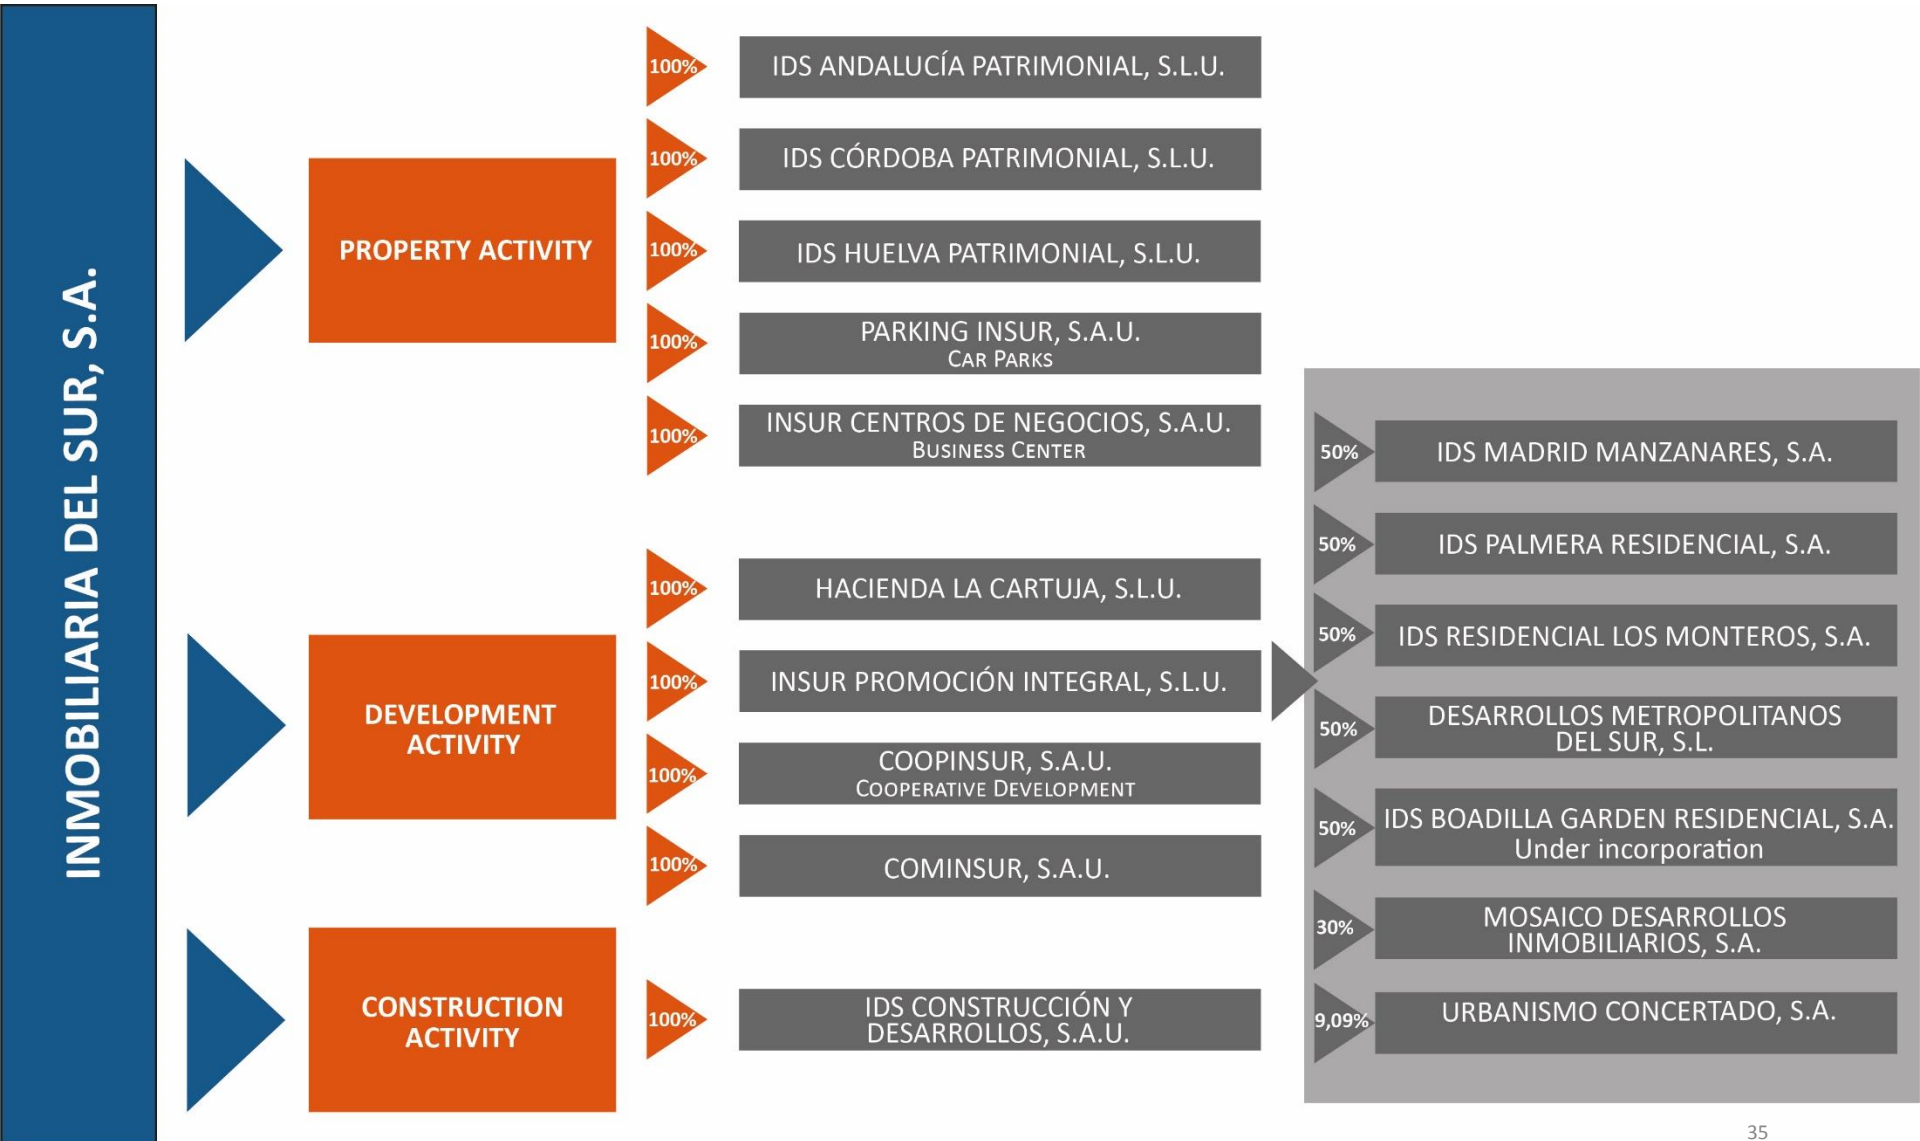 INMOBILIARIA DEL SUR, S.A.
PROPERTY ACTIVITY
100%
IDS ANDALUCÍA PATRIMONIAL, S.L.U.
100%
IDS CÓRDOBA PATRIMONIAL, S.L.U.
100%
IDS HUELVA PATRIMONIAL, S.L.U.
100%
PARKING INSUR, S.A.U.
CAR PARKS
100%
INSUR CENTROS DE NEGOCIOS, S.A.U.
BUSINESS CENTER
DEVELOPMENT
ACTIVITY
100%
HACIENDA LA CARTUJA, S.L.U.
100%
INSUR PROMOCIÓN INTEGRAL, S.L.U.
100%
COOPINSUR, S.A.U.
COOPERATIVE DEVELOPMENT
100%
COMINSUR, S.A.U.
50%
IDS MADRID MANZANARES, S.A.
50%
IDS PALMERA RESIDENCIAL, S.A.
50%
IDS RESIDENCIAL LOS MONTEROS, S.A.
50%
DESARROLLOS METROPOLITANOS
DEL SUR, S.L.
50%
IDS BOADILLA GARDEN RESIDENCIAL, S.A.
Under incorporation
30%
MOSAICO DESARROLLOS
INMOBILIARIOS, S.A.
9,09%
URBANISMO CONCERTADO, S.A.
CONSTRUCTION
ACTIVITY
100%
IDS CONSTRUCCIÓN Y
DESARROLLOS, S.A.U.
35